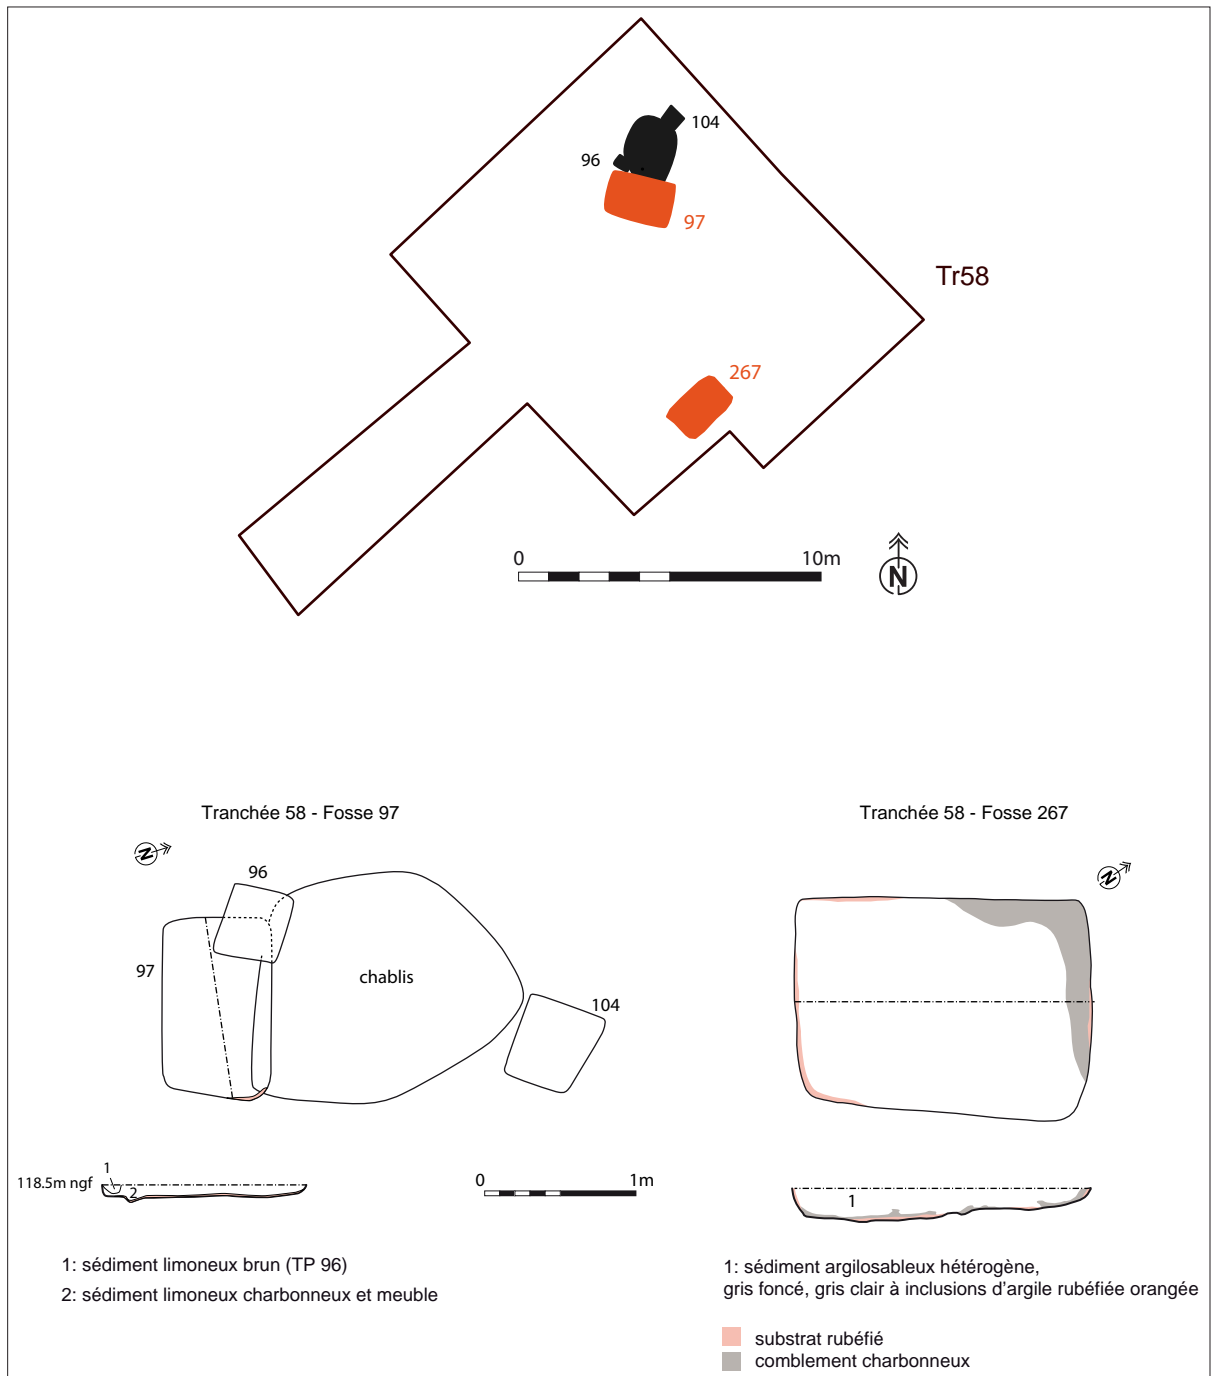 104
96
97
Tr58
267
0 10m
N
Tranchée 58 - Fosse 97
Tranchée 58 - Fosse 267
N
N
96
97
chablis
104
1
118.5m ngf
2
0 1m
1
1: sédiment limoneux brun (TP 96)
2: sédiment limoneux charbonneux et meuble
1: sédiment argilosableux hétérogène,
gris foncé, gris clair à inclusions d'argile rubéfiée orangée
substrat rubéfié
comblement charbonneux